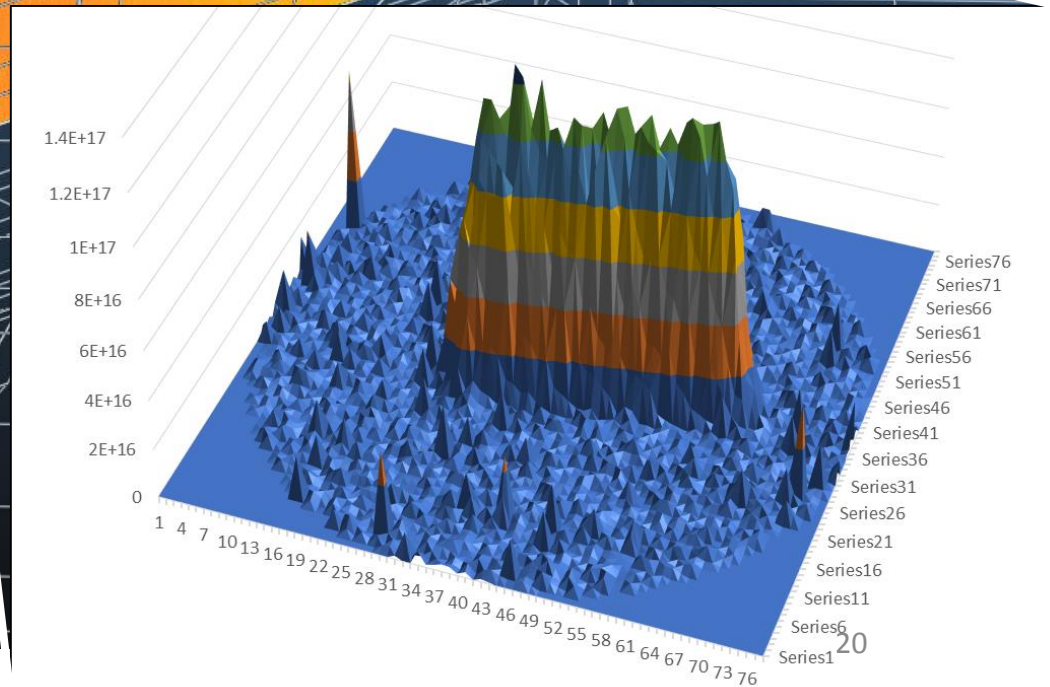 1.4E+17
1.2E+17
1E+17
8E+16
6E+16
4E+16
2E+16
0
1 4 7 10 13 16 19 22 25 28 31 34 37 40 43 46 49 52 55 58 61 64 67 70 73 76
Series76
Series71
Series66
Series61
Series56
Series51
Series46
Series41
Series36
Series31
Series26
Series21
Series16
Series11
Series6
Series1
20